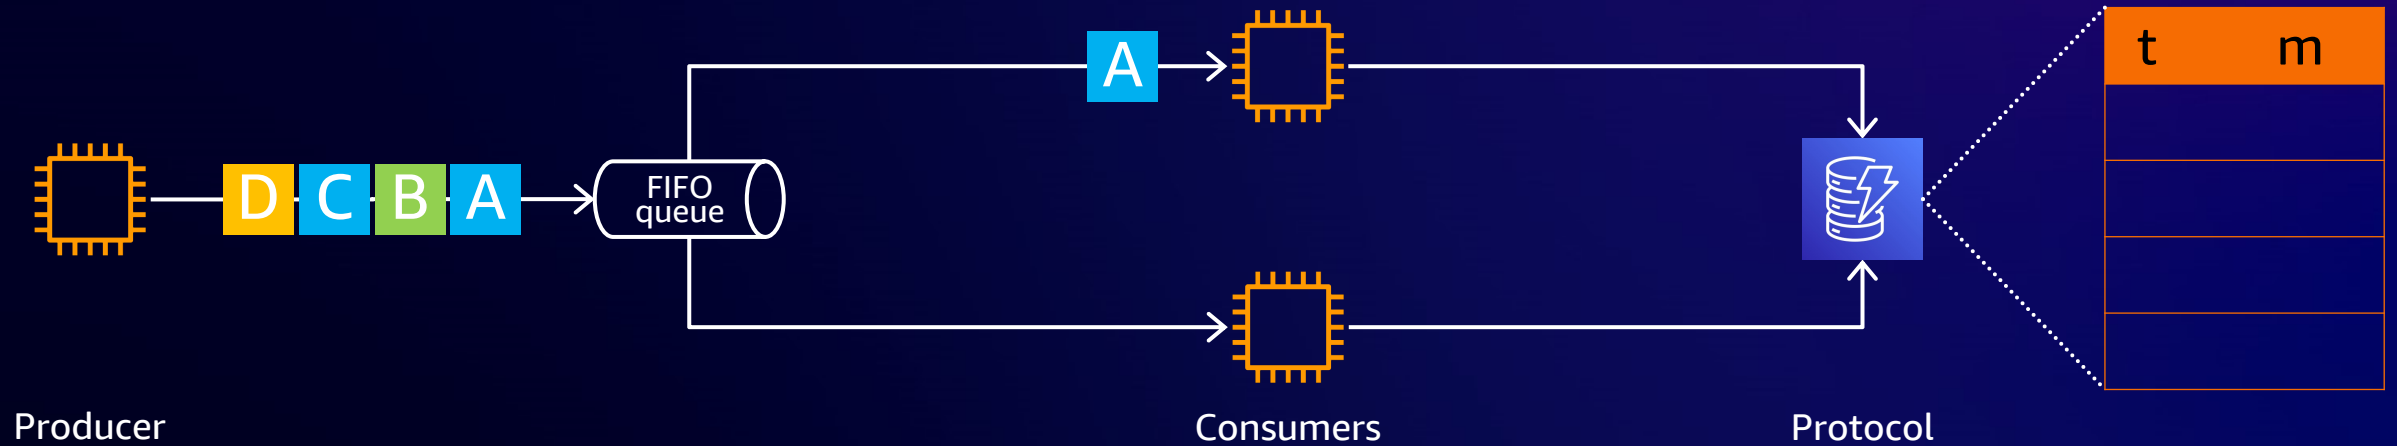 A
t m
D C B A
FIFO
queue
Producer
Consumers
Protocol